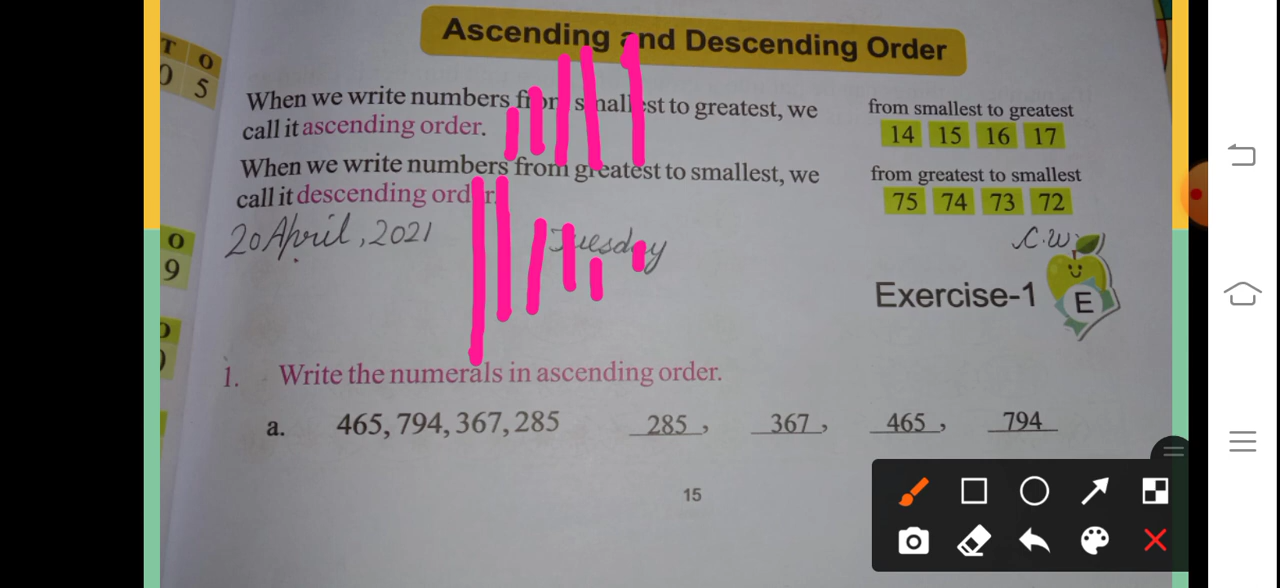 Ascending and Descending Order
T O
0 5
When we write numbers from smallest to greatest, we
call it ascending order.
from smallest to greatest
14 15 16 17
When we write numbers from greatest to smallest, we
call it descending order.
from greatest to smallest
75 74 73 72
20 April, 2021 Tuesday C.W
O
9
Exercise-1 E
1. Write the numerals in ascending order.
a. 465, 794, 367, 285 285, 367, 465, 794
15